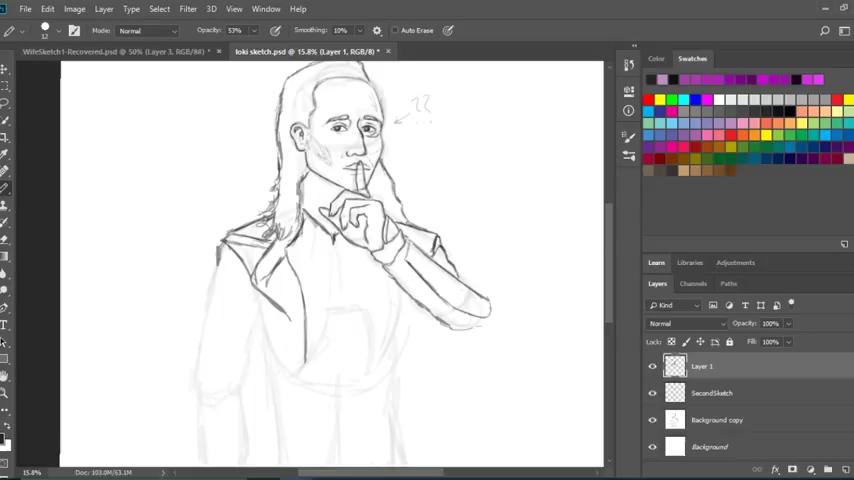 File Edit Image Layer Type Select Filter 3D View Window Help
12 Mode: Normal Opacity: 53% Smoothing: 10% Auto Erase
WifeSketch1-Recovered.psd @ 50% (Layer 3, RGB/8#) * × loki sketch.psd @ 15.8% (Layer 1, RGB/8) * ×
Color Swatches
??
Learn Libraries Adjustments
Layers Channels Paths
Kind
Normal Opacity: 100%
Lock: Fill: 100%
Layer 1
SecondSketch
Background copy
Background
15.8% Doc: 103.0M/63.1M
fx